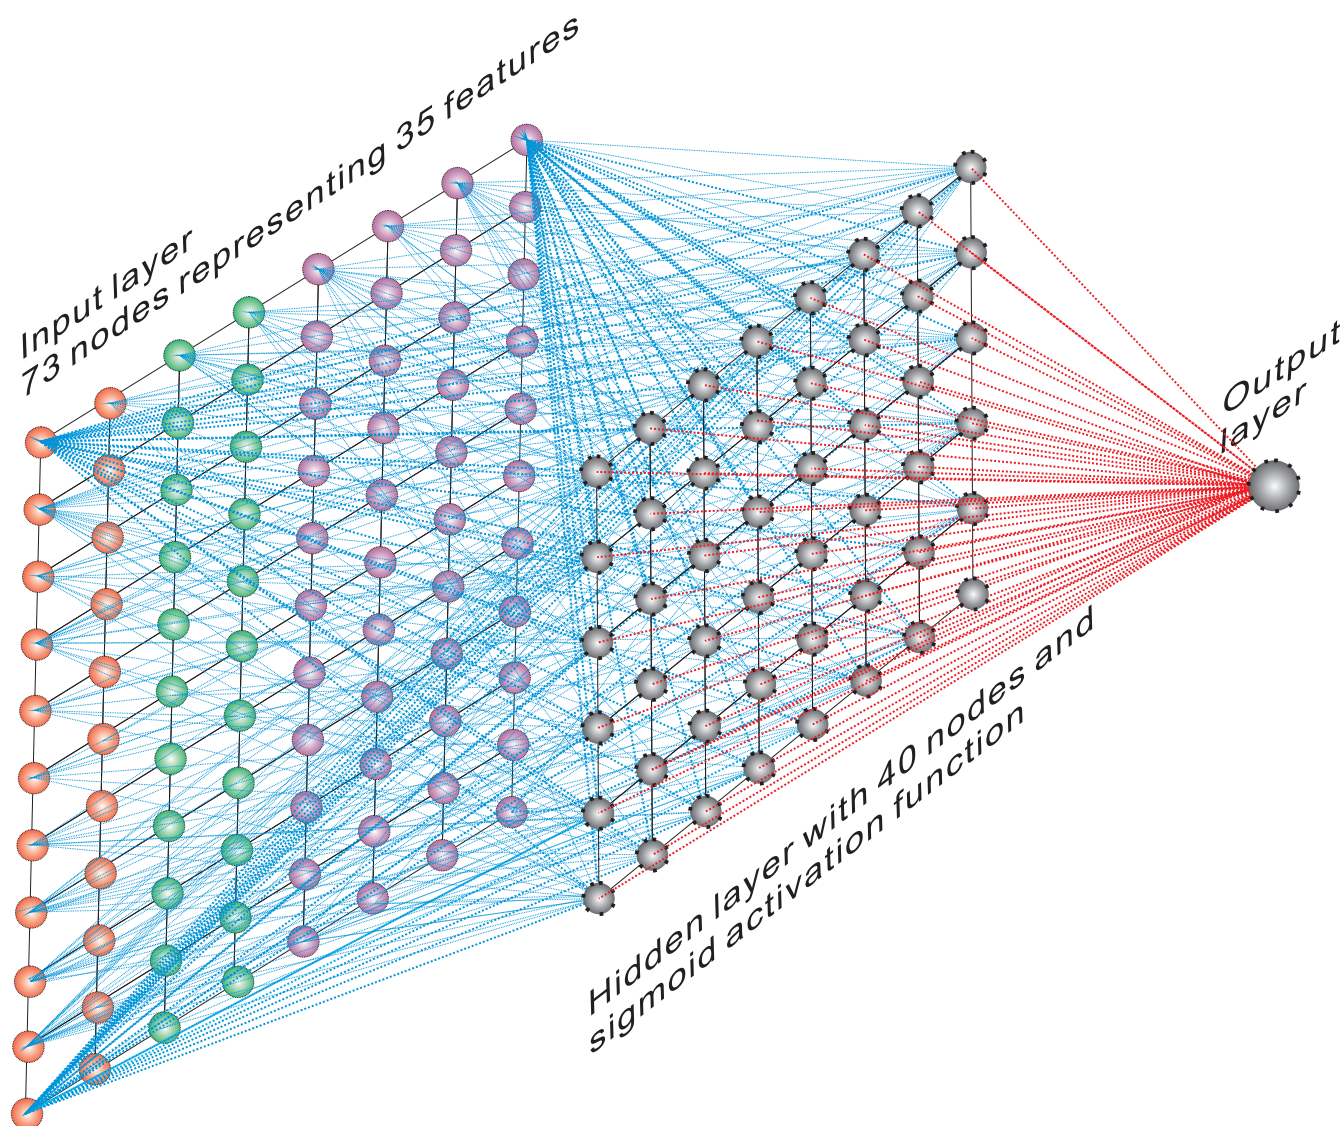 Input layer
73 nodes representing 35 features
Output
layer
Hidden layer with 40 nodes and
sigmoid activation function